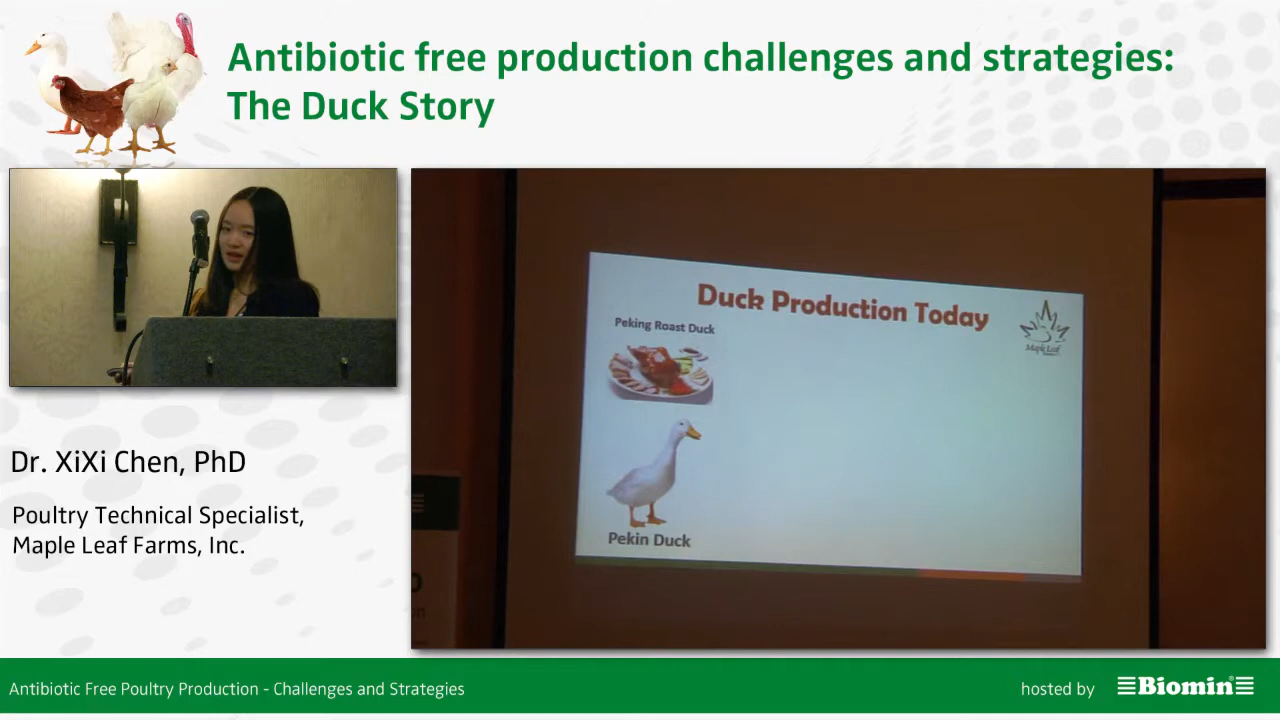 Antibiotic free production challenges and strategies:
The Duck Story
Duck Production Today
Peking Roast Duck
Maple Leaf
Pekin Duck
Dr. XiXi Chen, PhD
Poultry Technical Specialist,
Maple Leaf Farms, Inc.
Antibiotic Free Poultry Production - Challenges and Strategies
hosted by
Biomin